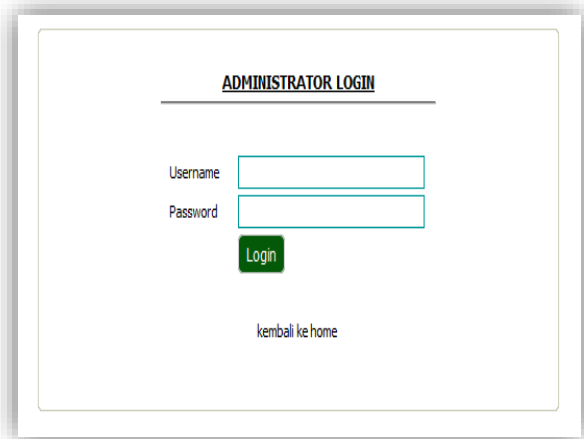 ADMINISTRATOR LOGIN
Username
Password
Login
kembali ke home